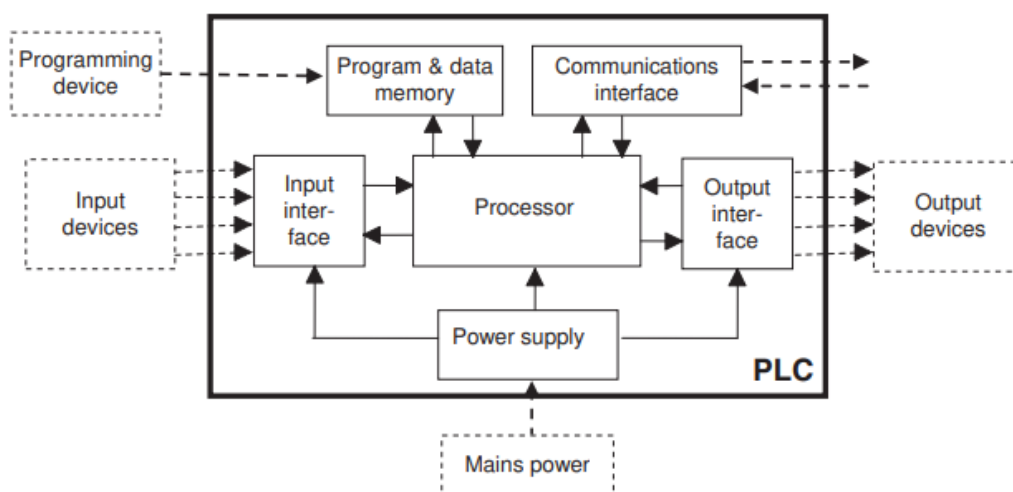 Programming
device
Program & data
memory
Communications
interface
Input
devices
Input
inter-
face
Processor
Output
inter-
face
Output
devices
Power supply
PLC
Mains power